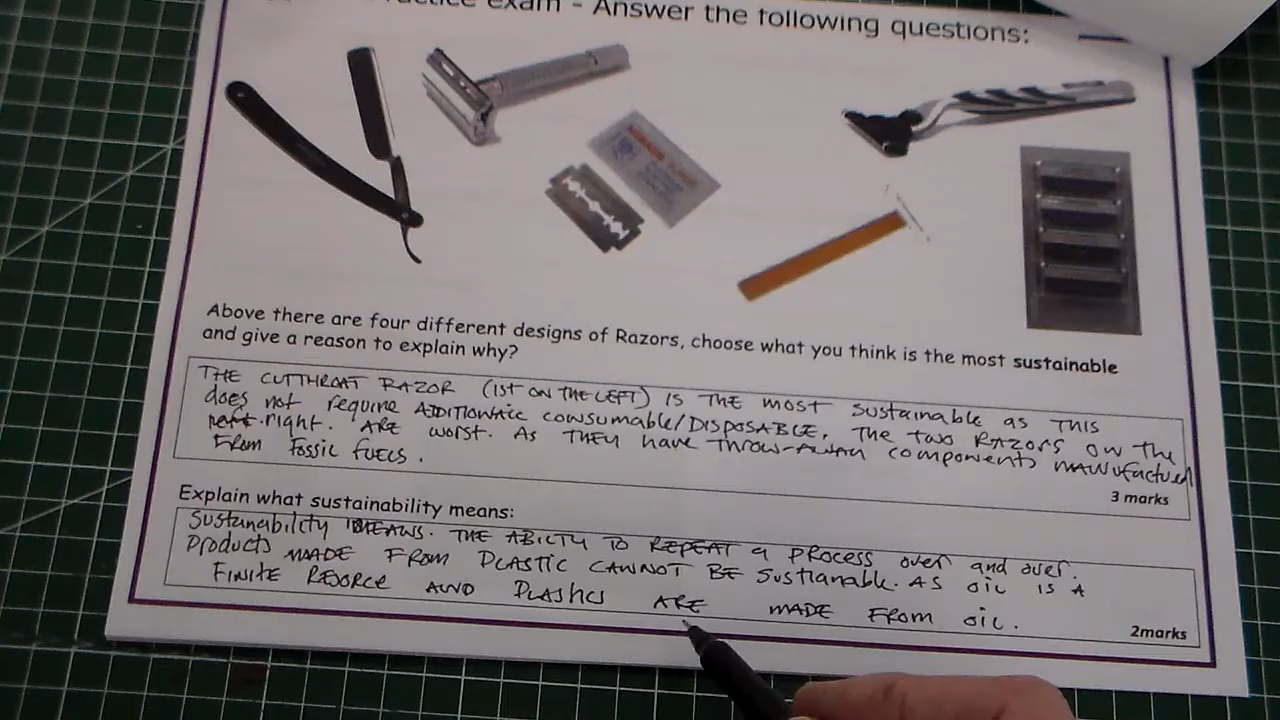 exam - Answer the following questions:
Above there are four different designs of Razors, choose what you think is the most sustainable
and give a reason to explain why?
THE CUTTHROAT RAZOR (1ST ON THE LEFT) IS THE most sustainable as THIS
does not require ADDITIONAL consumable/DISPOSABLE. The two RAZORS on the
right. ARE worst. As THEY have THROW-AWAY components manufactured
From Fossil fuels.
3 marks
Explain what sustainability means:
Sustanability MEANS. THE ABILTY TO REPEAT a PROCESS over and over.
products MADE FROM PLASTIC CANNOT BE Sustianable. AS oil IS A
FINITE RESORCE AND PLASTICS ARE MADE FROM oil.
2marks